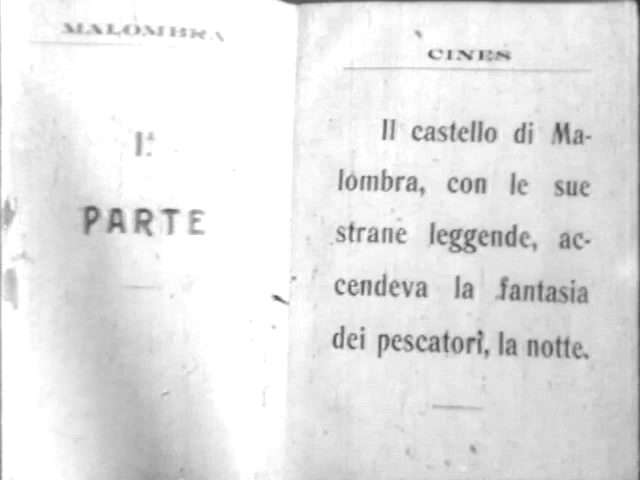 MALOMBRA
I.ª
PARTE
CINES
Il castello di Ma-
lombra, con le sue
strane leggende, ac-
cendeva la fantasia
dei pescatori, la notte.